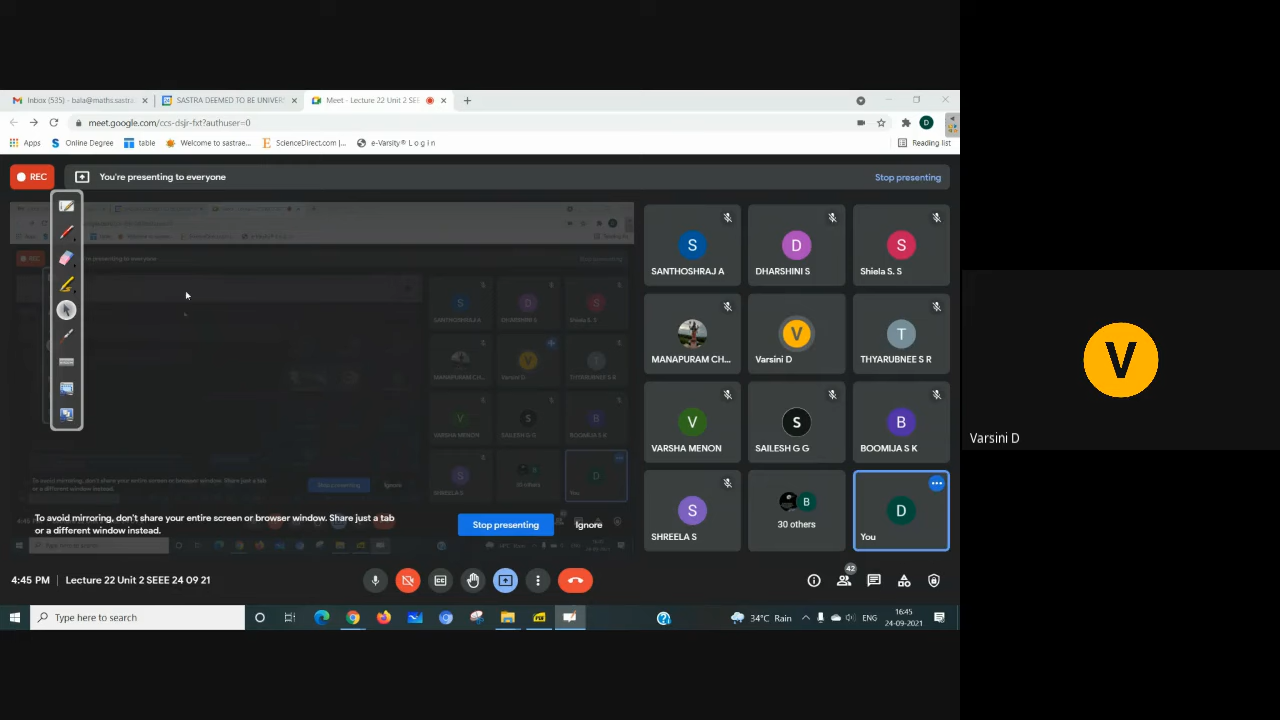 Inbox (535) - bala@maths.sastra
SASTRA DEEMED TO BE UNIVER
Meet - Lecture 22 Unit 2 SEE
meet.google.com/ccs-dsjr-fxt?authuser=0
D
Apps
Online Degree
table
Welcome to sastrae...
ScienceDirect.com |...
e-Varsity® L o g i n
Reading list
REC
You're presenting to everyone
Stop presenting
S
SANTHOSHRAJ A
D
DHARSHINI S
S
Shiela S. S
MANAPURAM CH...
V
Varsini D
T
THYARUBNEE S R
V
VARSHA MENON
S
SAILESH G G
B
BOOMIJA S K
S
SHREELA S
B
30 others
D
You
To avoid mirroring, don't share your entire screen or browser window. Share just a tab
or a different window instead.
Stop presenting
Ignore
4:45 PM | Lecture 22 Unit 2 SEEE 24 09 21
42
Type here to search
34°C Rain
ENG
16:45
24-09-2021
V
Varsini D